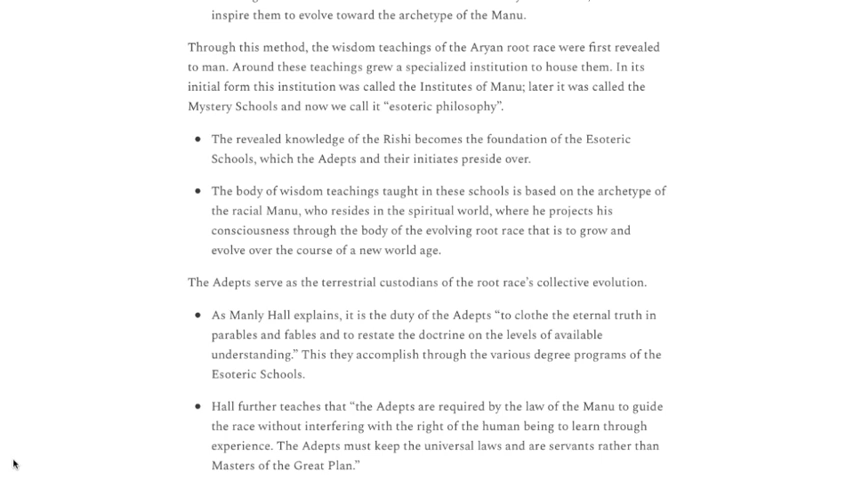 inspire them to evolve toward the archetype of the Manu.
Through this method, the wisdom teachings of the Aryan root race were first revealed
to man. Around these teachings grew a specialized institution to house them. In its
initial form this institution was called the Institutes of Manu; later it was called the
Mystery Schools and now we call it “esoteric philosophy”.
• The revealed knowledge of the Rishi becomes the foundation of the Esoteric
Schools, which the Adepts and their initiates preside over.
• The body of wisdom teachings taught in these schools is based on the archetype of
the racial Manu, who resides in the spiritual world, where he projects his
consciousness through the body of the evolving root race that is to grow and
evolve over the course of a new world age.
The Adepts serve as the terrestrial custodians of the root race’s collective evolution.
• As Manly Hall explains, it is the duty of the Adepts “to clothe the eternal truth in
parables and fables and to restate the doctrine on the levels of available
understanding.” This they accomplish through the various degree programs of the
Esoteric Schools.
• Hall further teaches that “the Adepts are required by the law of the Manu to guide
the race without interfering with the right of the human being to learn through
experience. The Adepts must keep the universal laws and are servants rather than
Masters of the Great Plan.”